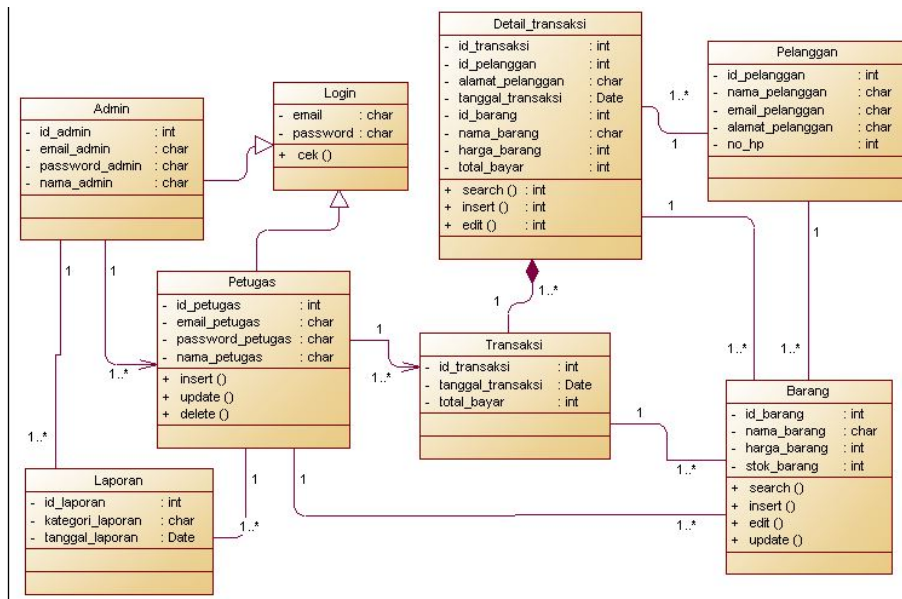 Detail_transaksi
- id_transaksi : int
- id_pelanggan : int
- alamat_pelanggan : char
- tanggal_transaksi : Date
- id_barang : int
- nama_barang : char
- harga_barang : int
- total_bayar : int
+ search () : int
+ insert () : int
+ edit () : int
Pelanggan
- id_pelanggan : int
- nama_pelanggan : char
- email_pelanggan : char
- alamat_pelanggan : char
- no_hp : int
Login
- email : char
- password : char
+ cek ()
Admin
- id_admin : int
- email_admin : char
- password_admin : char
- nama_admin : char
1..*
1
1
1
1
1
Petugas
- id_petugas : int
- email_petugas : char
- password_petugas : char
- nama_petugas : char
+ insert ()
+ update ()
+ delete ()
1..*
1
1..*
1
1..*
Transaksi
- id_transaksi : int
- tanggal_transaksi : Date
- total_bayar : int
1..*
1..*
Barang
- id_barang : int
- nama_barang : char
- harga_barang : int
- stok_barang : int
+ search ()
+ insert ()
+ edit ()
+ update ()
1
1..*
1..*
1
1
Laporan
- id_laporan : int
- kategori_laporan : char
- tanggal_laporan : Date
1..*
1..*